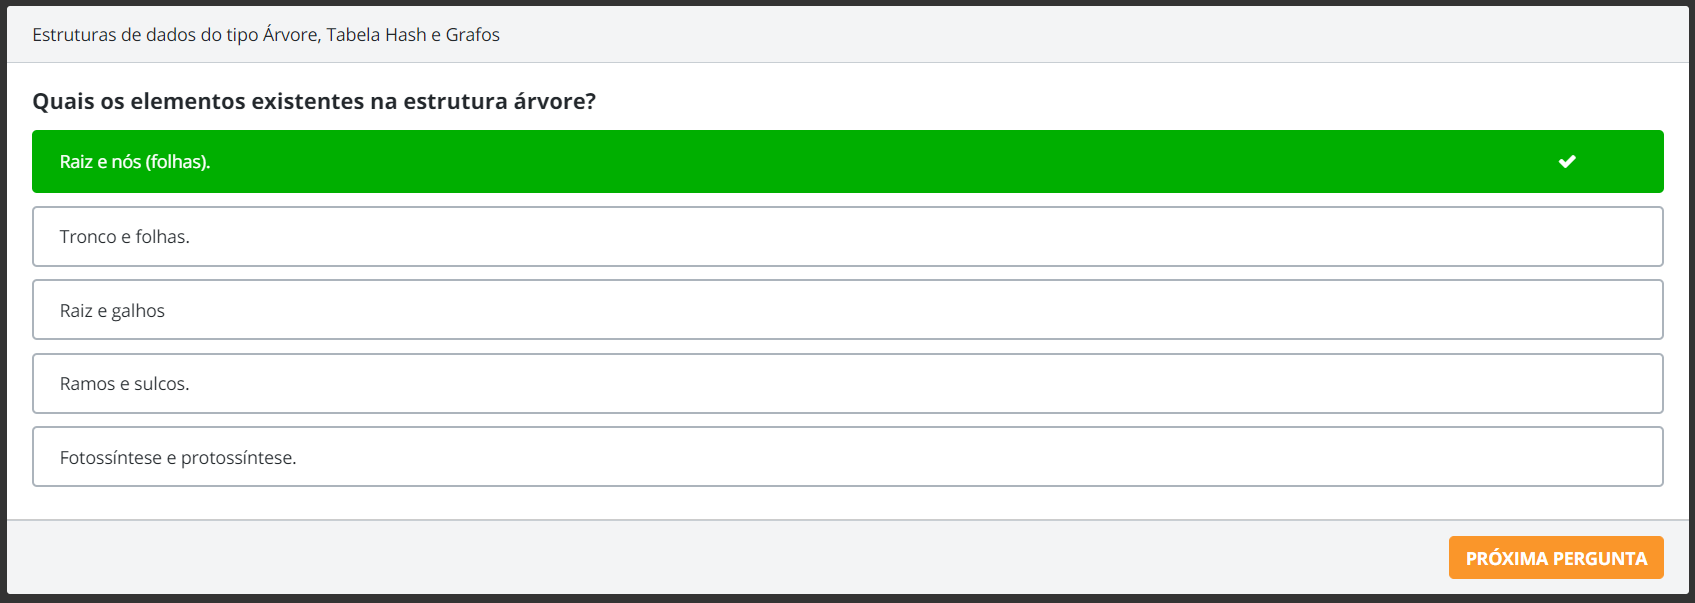 Estruturas de dados do tipo Árvore, Tabela Hash e Grafos
Quais os elementos existentes na estrutura árvore?
Raiz e nós (folhas).
Tronco e folhas.
Raiz e galhos
Ramos e sulcos.
Fotossíntese e protossíntese.
PRÓXIMA PERGUNTA